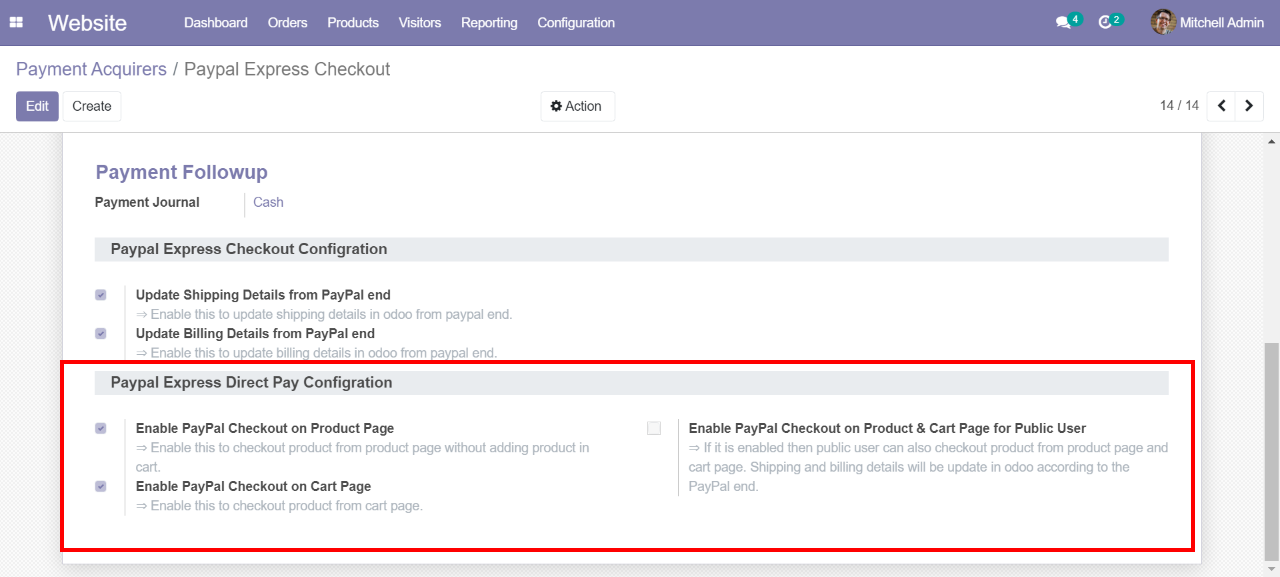 Website Dashboard Orders Products Visitors Reporting Configuration 4 2 Mitchell Admin
Payment Acquirers / Paypal Express Checkout
Edit Create Action 14 / 14
Payment Followup
Payment Journal Cash
Paypal Express Checkout Configration
Update Shipping Details from PayPal end
⇒ Enable this to update shipping details in odoo from paypal end.
Update Billing Details from PayPal end
⇒ Enable this to update billing details in odoo from paypal end.
Paypal Express Direct Pay Configration
Enable PayPal Checkout on Product Page
⇒ Enable this to checkout product from product page without adding product in
cart.
Enable PayPal Checkout on Cart Page
⇒ Enable this to checkout product from cart page.
Enable PayPal Checkout on Product & Cart Page for Public User
⇒ If it is enabled then public user can also checkout product from product page and
cart page. Shipping and billing details will be update in odoo according to the
PayPal end.